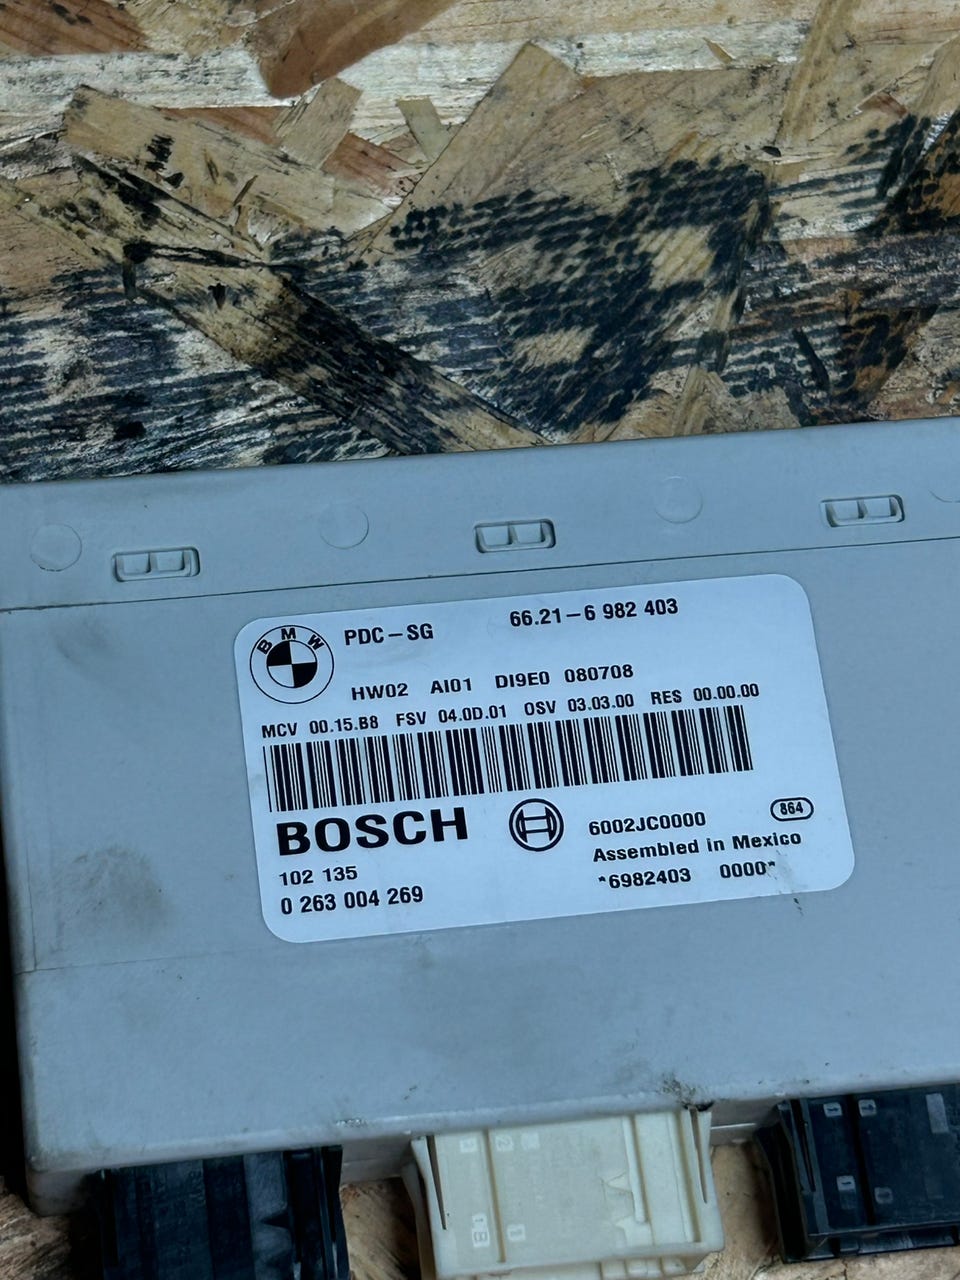 BMW PDC-SG 66.21-6 982 403
HW02 AI01 DI9E0 080708
MCV 00.15.B8 FSV 04.0D.01 OSV 03.03.00 RES 00.00.00
BOSCH 6002JC0000 864
Assembled in Mexico
102 135 *6982403 0000*
0 263 004 269